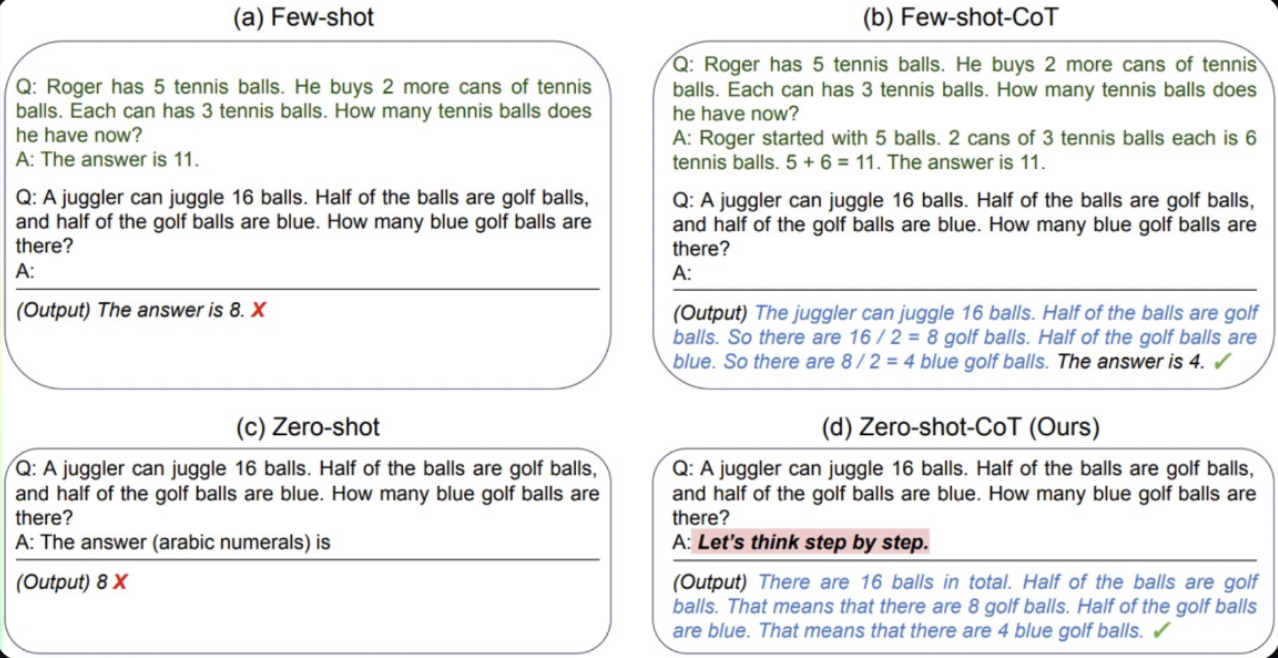 (a) Few-shot
Q: Roger has 5 tennis balls. He buys 2 more cans of tennis
balls. Each can has 3 tennis balls. How many tennis balls does
he have now?
A: The answer is 11.
Q: A juggler can juggle 16 balls. Half of the balls are golf balls,
and half of the golf balls are blue. How many blue golf balls are
there?
A:
(Output) The answer is 8. ✗
(b) Few-shot-CoT
Q: Roger has 5 tennis balls. He buys 2 more cans of tennis
balls. Each can has 3 tennis balls. How many tennis balls does
he have now?
A: Roger started with 5 balls. 2 cans of 3 tennis balls each is 6
tennis balls. 5 + 6 = 11. The answer is 11.
Q: A juggler can juggle 16 balls. Half of the balls are golf balls,
and half of the golf balls are blue. How many blue golf balls are
there?
A:
(Output) The juggler can juggle 16 balls. Half of the balls are golf
balls. So there are 16 / 2 = 8 golf balls. Half of the golf balls are
blue. So there are 8 / 2 = 4 blue golf balls. The answer is 4. ✓
(c) Zero-shot
Q: A juggler can juggle 16 balls. Half of the balls are golf balls,
and half of the golf balls are blue. How many blue golf balls are
there?
A: The answer (arabic numerals) is
(Output) 8 ✗
(d) Zero-shot-CoT (Ours)
Q: A juggler can juggle 16 balls. Half of the balls are golf balls,
and half of the golf balls are blue. How many blue golf balls are
there?
A: Let's think step by step.
(Output) There are 16 balls in total. Half of the balls are golf
balls. That means that there are 8 golf balls. Half of the golf balls
are blue. That means that there are 4 blue golf balls. ✓